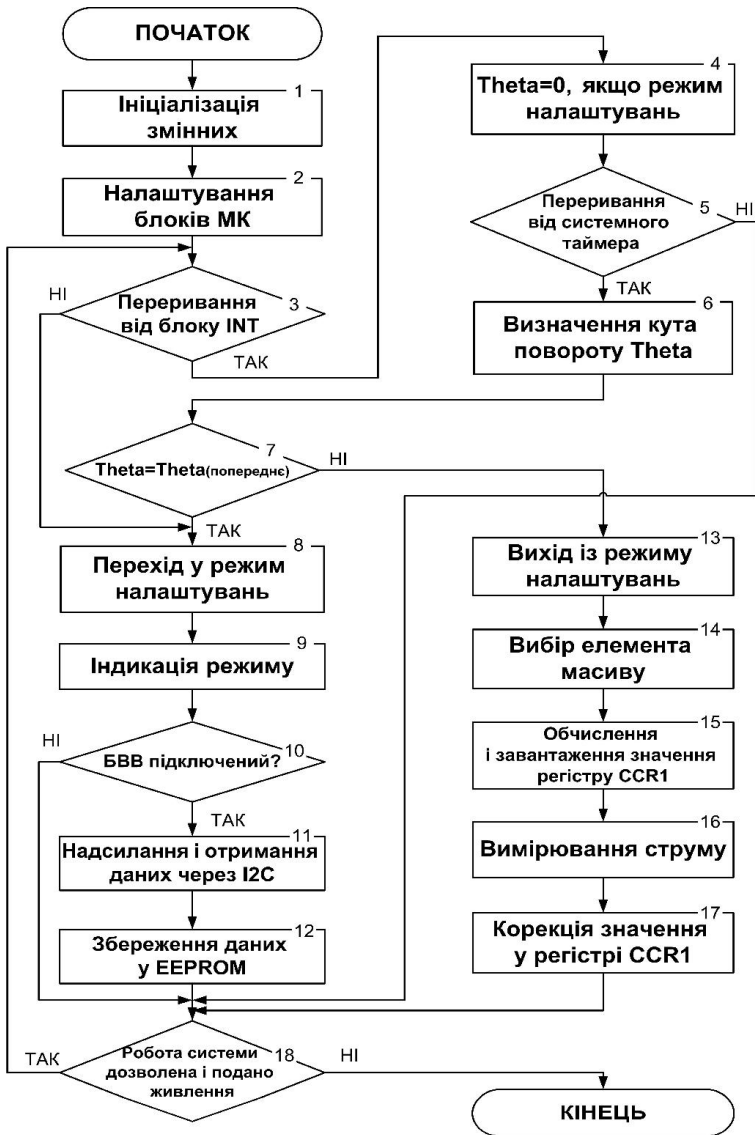 ПОЧАТОК
1
Ініціалізація
змінних
2
Налаштування
блоків МК
НІ
Переривання
від блоку INT
3
ТАК
4
Theta=0, якщо режим
налаштувань
Переривання
від системного
таймера
5
НІ
ТАК
6
Визначення кута
повороту Theta
7
Theta=Theta(попереднє)
НІ
ТАК
8
Перехід у режим
налаштувань
9
Індикація режиму
НІ
БВВ підключений?
10
ТАК
11
Надсилання і отримання
даних через I2C
12
Збереження даних
у EEPROM
13
Вихід із режиму
налаштувань
14
Вибір елемента
масиву
15
Обчислення
і завантаження значення
регістру CCR1
16
Вимірювання струму
17
Корекція значення
у регістрі CCR1
ТАК
Робота системи
дозволена і подано
живлення
18
НІ
КІНЕЦЬ